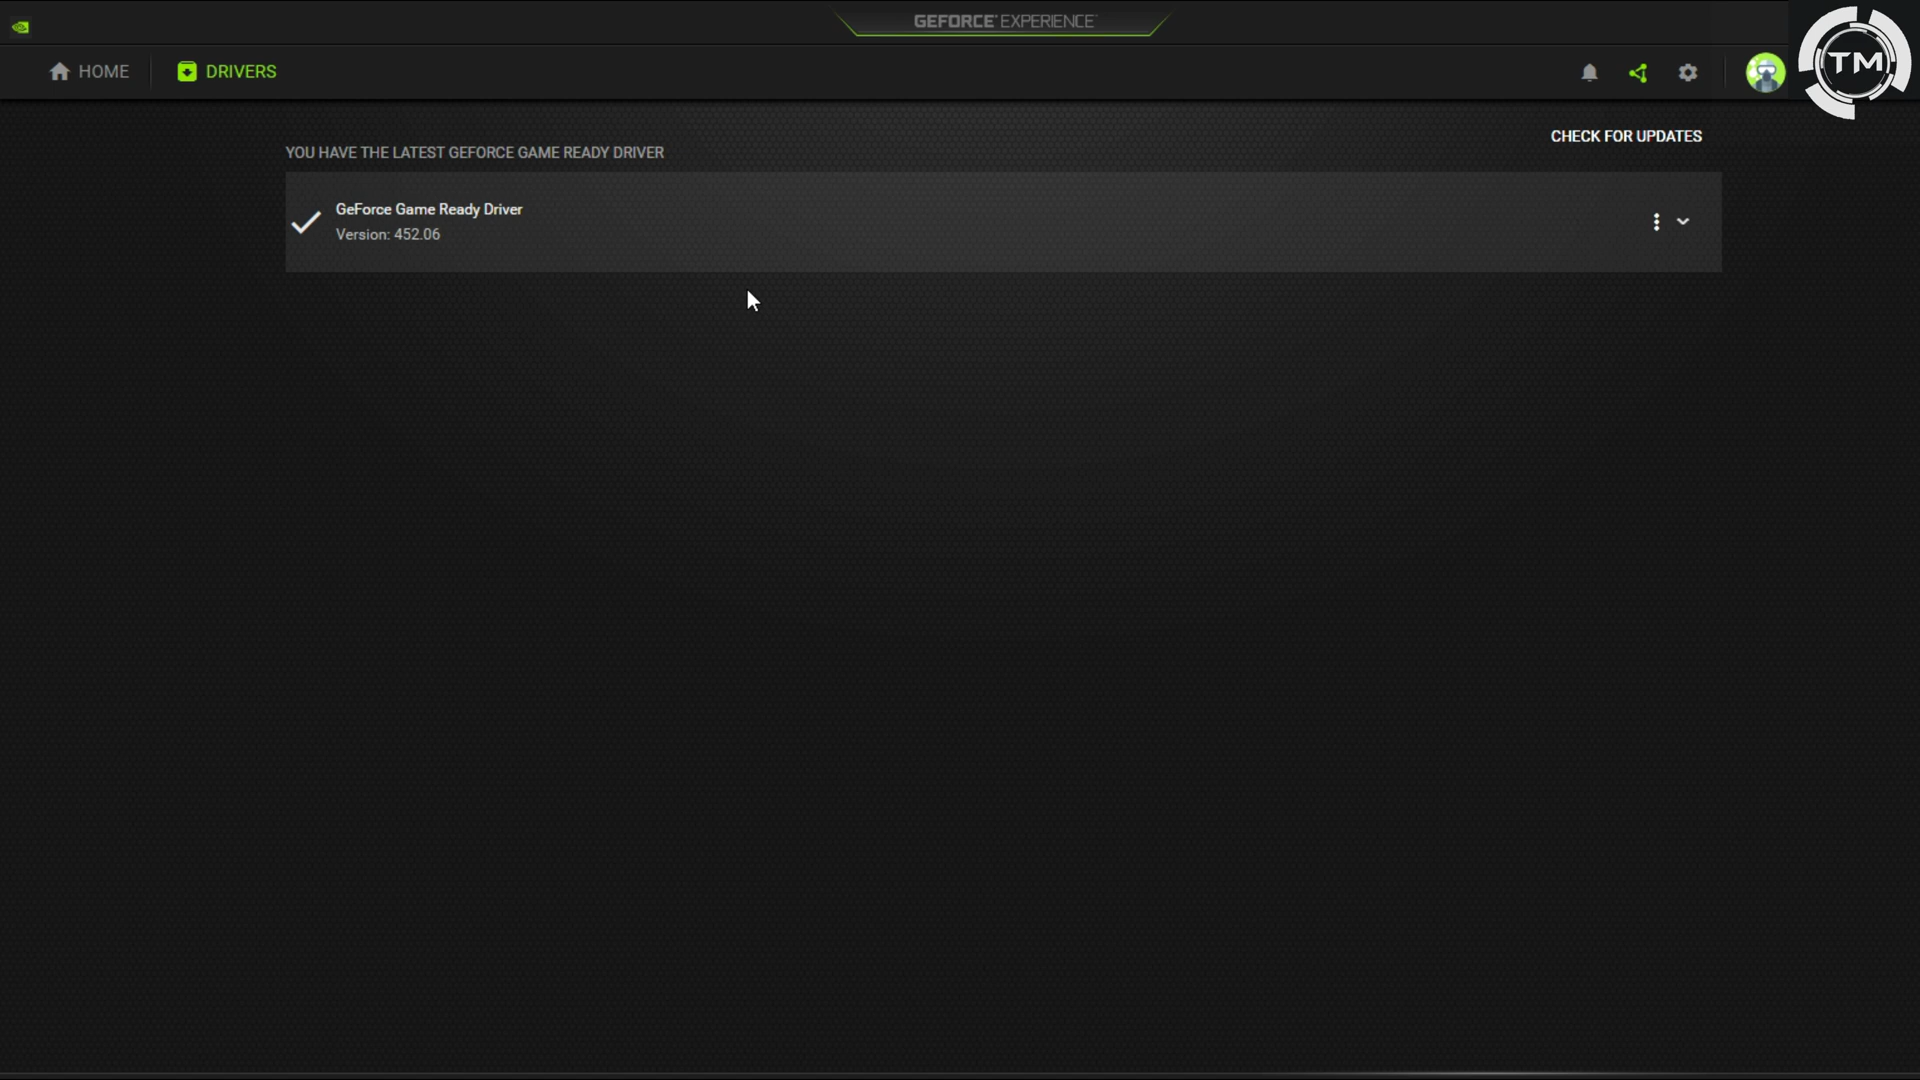 GEFORCE® EXPERIENCE™
HOME
DRIVERS
TM
CHECK FOR UPDATES
YOU HAVE THE LATEST GEFORCE GAME READY DRIVER
GeForce Game Ready Driver
Version: 452.06